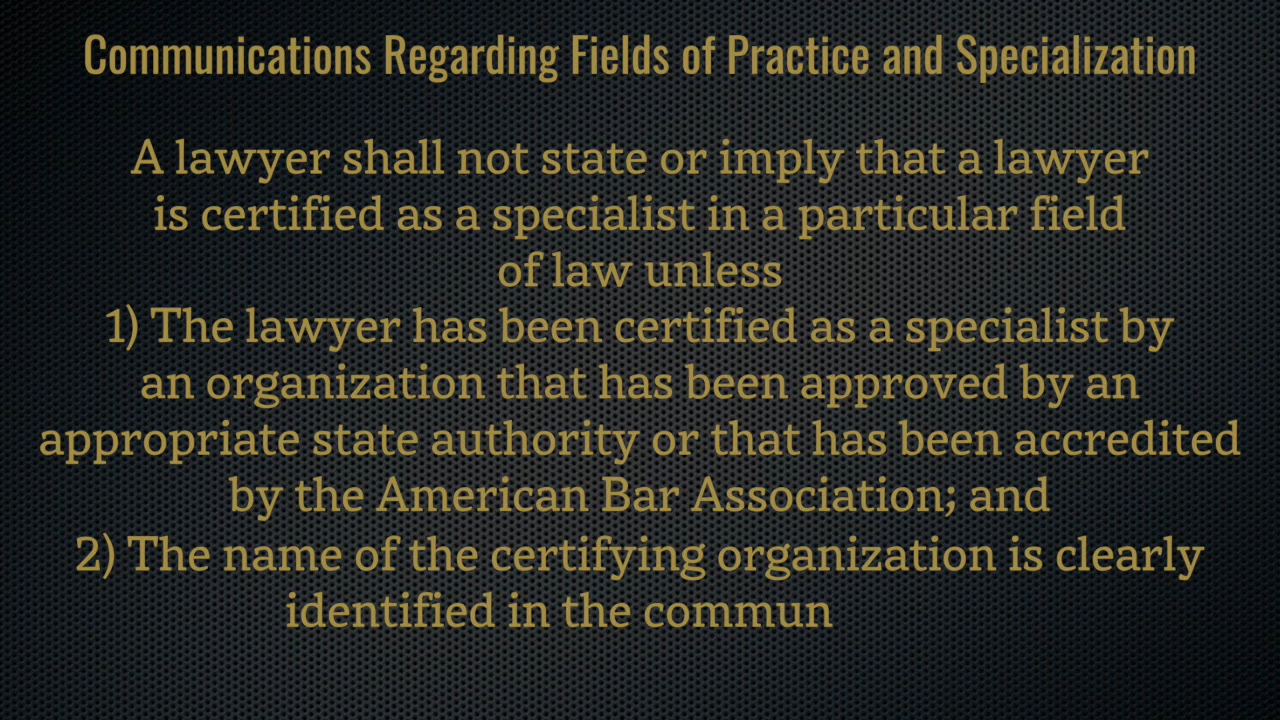 Communications Regarding Fields of Practice and Specialization
A lawyer shall not state or imply that a lawyer
is certified as a specialist in a particular field
of law unless
1) The lawyer has been certified as a specialist by
an organization that has been approved by an
appropriate state authority or that has been accredited
by the American Bar Association; and
2) The name of the certifying organization is clearly
identified in the commun